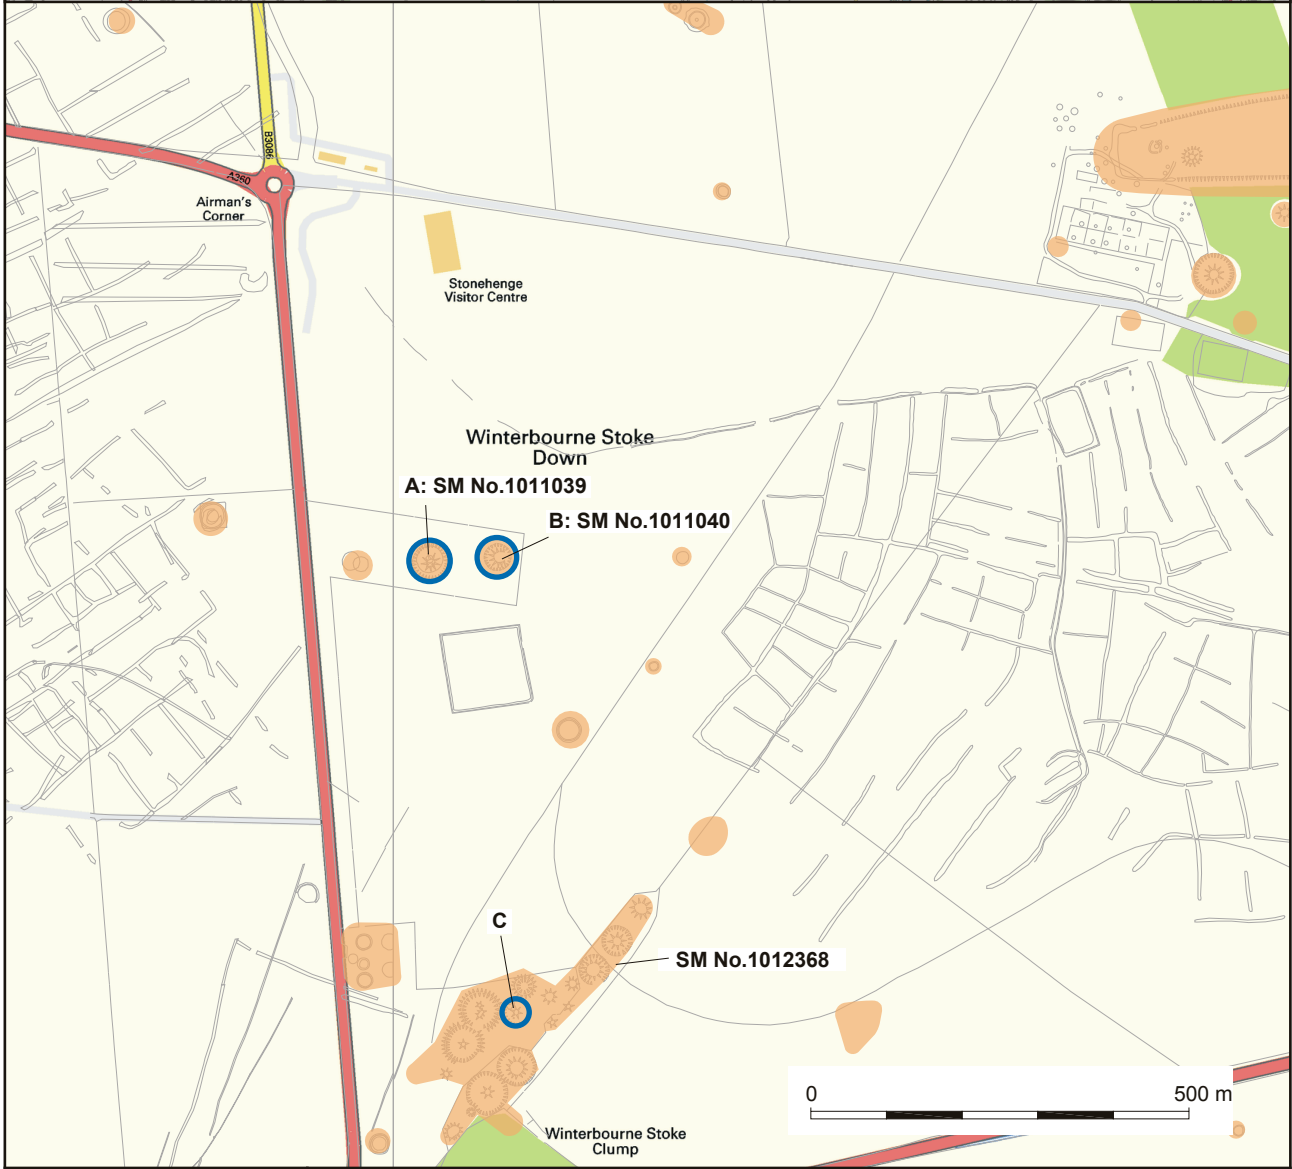 B3086
A360
Airman's
Corner
Stonehenge
Visitor Centre
Winterbourne Stoke
Down
A: SM No.1011039
B: SM No.1011040
C
SM No.1012368
0
500 m
Winterbourne Stoke
Clump